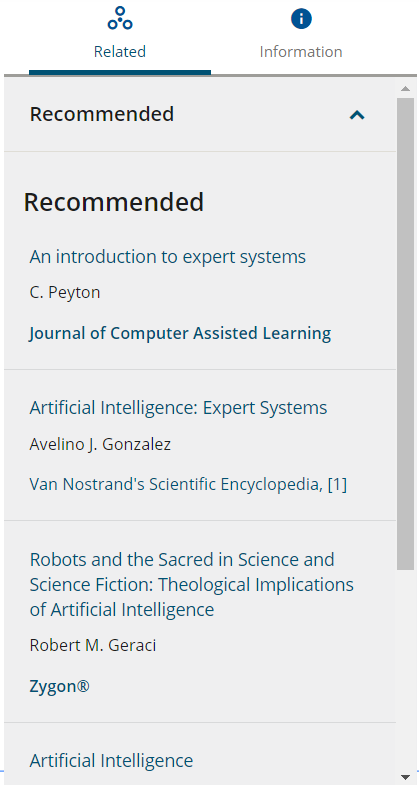 Related
Information
Recommended
Recommended
An introduction to expert systems
C. Peyton
Journal of Computer Assisted Learning
Artificial Intelligence: Expert Systems
Avelino J. Gonzalez
Van Nostrand's Scientific Encyclopedia, [1]
Robots and the Sacred in Science and
Science Fiction: Theological Implications
of Artificial Intelligence
Robert M. Geraci
Zygon®
Artificial Intelligence